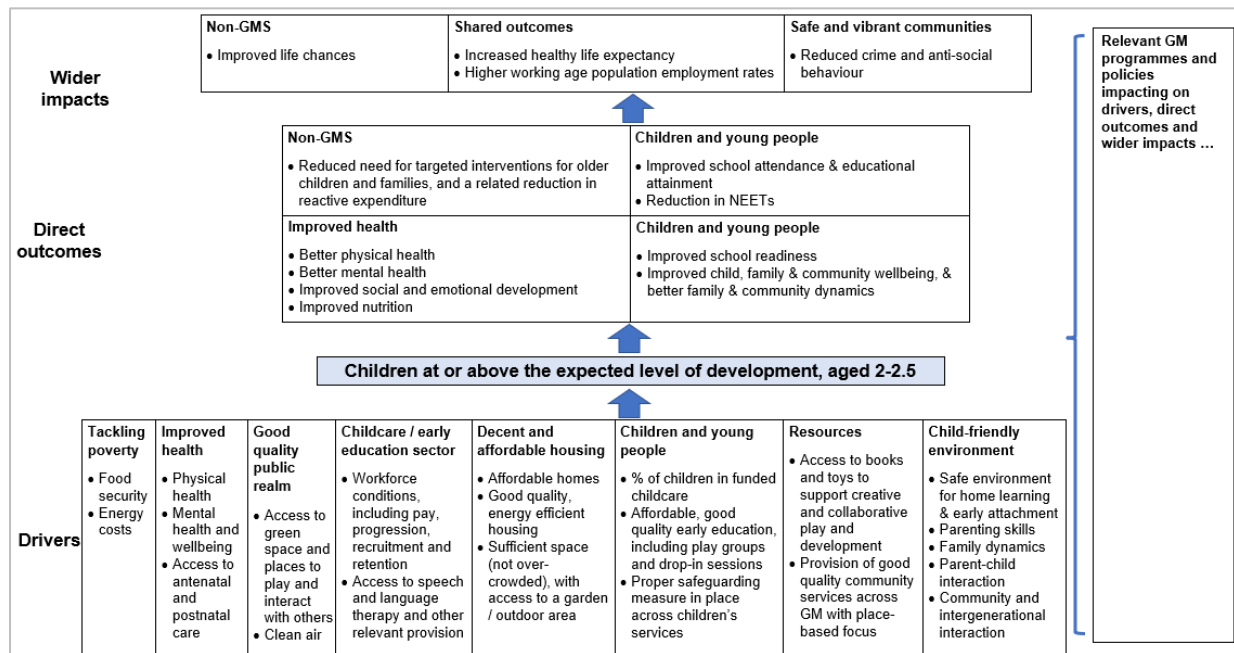 Non-GMS
• Improved life chances
Shared outcomes
• Increased healthy life expectancy
• Higher working age population employment rates
Safe and vibrant communities
• Reduced crime and anti-social
behaviour
Wider
impacts
Non-GMS
• Reduced need for targeted interventions for older
children and families, and a related reduction in
reactive expenditure
Children and young people
• Improved school attendance & educational
attainment
• Reduction in NEETs
Direct
outcomes
Improved health
• Better physical health
• Better mental health
• Improved social and emotional development
• Improved nutrition
Children and young people
• Improved school readiness
• Improved child, family & community wellbeing, &
better family & community dynamics
Children at or above the expected level of development, aged 2-2.5
Drivers
Tackling
poverty
• Food
security
• Energy
costs
Improved
health
• Physical
health
• Mental
health and
wellbeing
• Access to
antenatal
and
postnatal
care
Good
quality
public
realm
• Access to
green
space and
places to
play and
interact
with others
• Clean air
Childcare / early
education sector
• Workforce
conditions,
including pay,
progression,
recruitment and
retention
• Access to speech
and language
therapy and other
relevant provision
Decent and
affordable housing
• Affordable homes
• Good quality,
energy efficient
housing
• Sufficient space
(not over-
crowded), with
access to a garden
/ outdoor area
Children and young
people
• % of children in funded
childcare
• Affordable, good
quality early education,
including play groups
and drop-in sessions
• Proper safeguarding
measure in place
across children's
services
Resources
• Access to books
and toys to
support creative
and collaborative
play and
development
• Provision of good
quality community
services across
GM with place-
based focus
Child-friendly
environment
• Safe environment
for home learning
& early attachment
• Parenting skills
• Family dynamics
• Parent-child
interaction
• Community and
intergenerational
interaction
Relevant GM
programmes and
policies
impacting on
drivers, direct
outcomes and
wider impacts ...